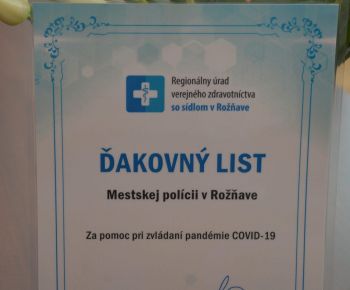 Regionálny úrad
verejného zdravotníctva
so sídlom v Rožňave
ĎAKOVNÝ LIST
Mestskej polícii v Rožňave
Za pomoc pri zvládaní pandémie COVID-19